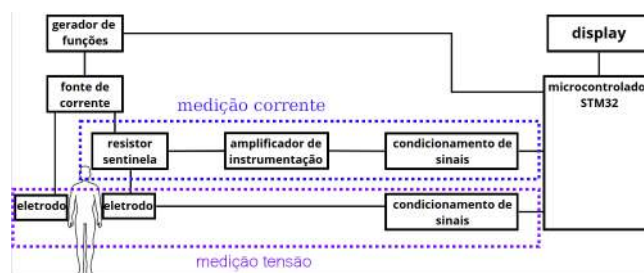 gerador de
funções
display
fonte de
corrente
microcontrolado
STM32
medição corrente
resistor
sentinela
amplificador de
instrumentação
condicionamento de
sinais
eletrodo
eletrodo
condicionamento de
sinais
medição tensão